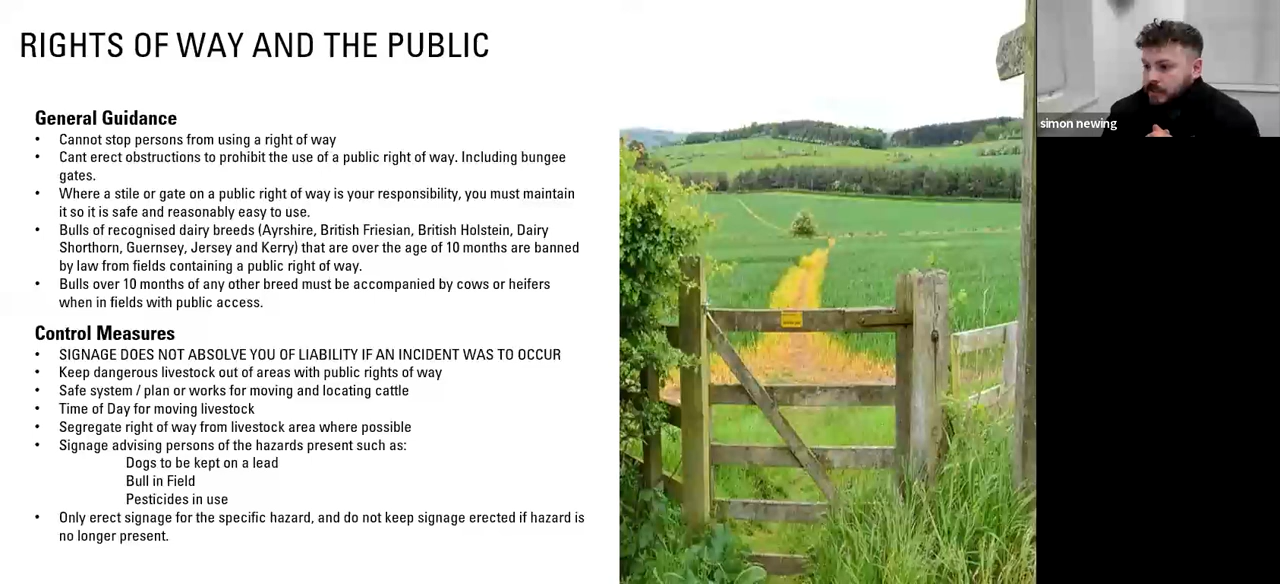 RIGHTS OF WAY AND THE PUBLIC
General Guidance
• Cannot stop persons from using a right of way
• Cant erect obstructions to prohibit the use of a public right of way. Including bungee
gates.
• Where a stile or gate on a public right of way is your responsibility, you must maintain
it so it is safe and reasonably easy to use.
• Bulls of recognised dairy breeds (Ayrshire, British Friesian, British Holstein, Dairy
Shorthorn, Guernsey, Jersey and Kerry) that are over the age of 10 months are banned
by law from fields containing a public right of way.
• Bulls over 10 months of any other breed must be accompanied by cows or heifers
when in fields with public access.
Control Measures
• SIGNAGE DOES NOT ABSOLVE YOU OF LIABILITY IF AN INCIDENT WAS TO OCCUR
• Keep dangerous livestock out of areas with public rights of way
• Safe system / plan or works for moving and locating cattle
• Time of Day for moving livestock
• Segregate right of way from livestock area where possible
• Signage advising persons of the hazards present such as:
Dogs to be kept on a lead
Bull in Field
Pesticides in use
• Only erect signage for the specific hazard, and do not keep signage erected if hazard is
no longer present.
simon newing